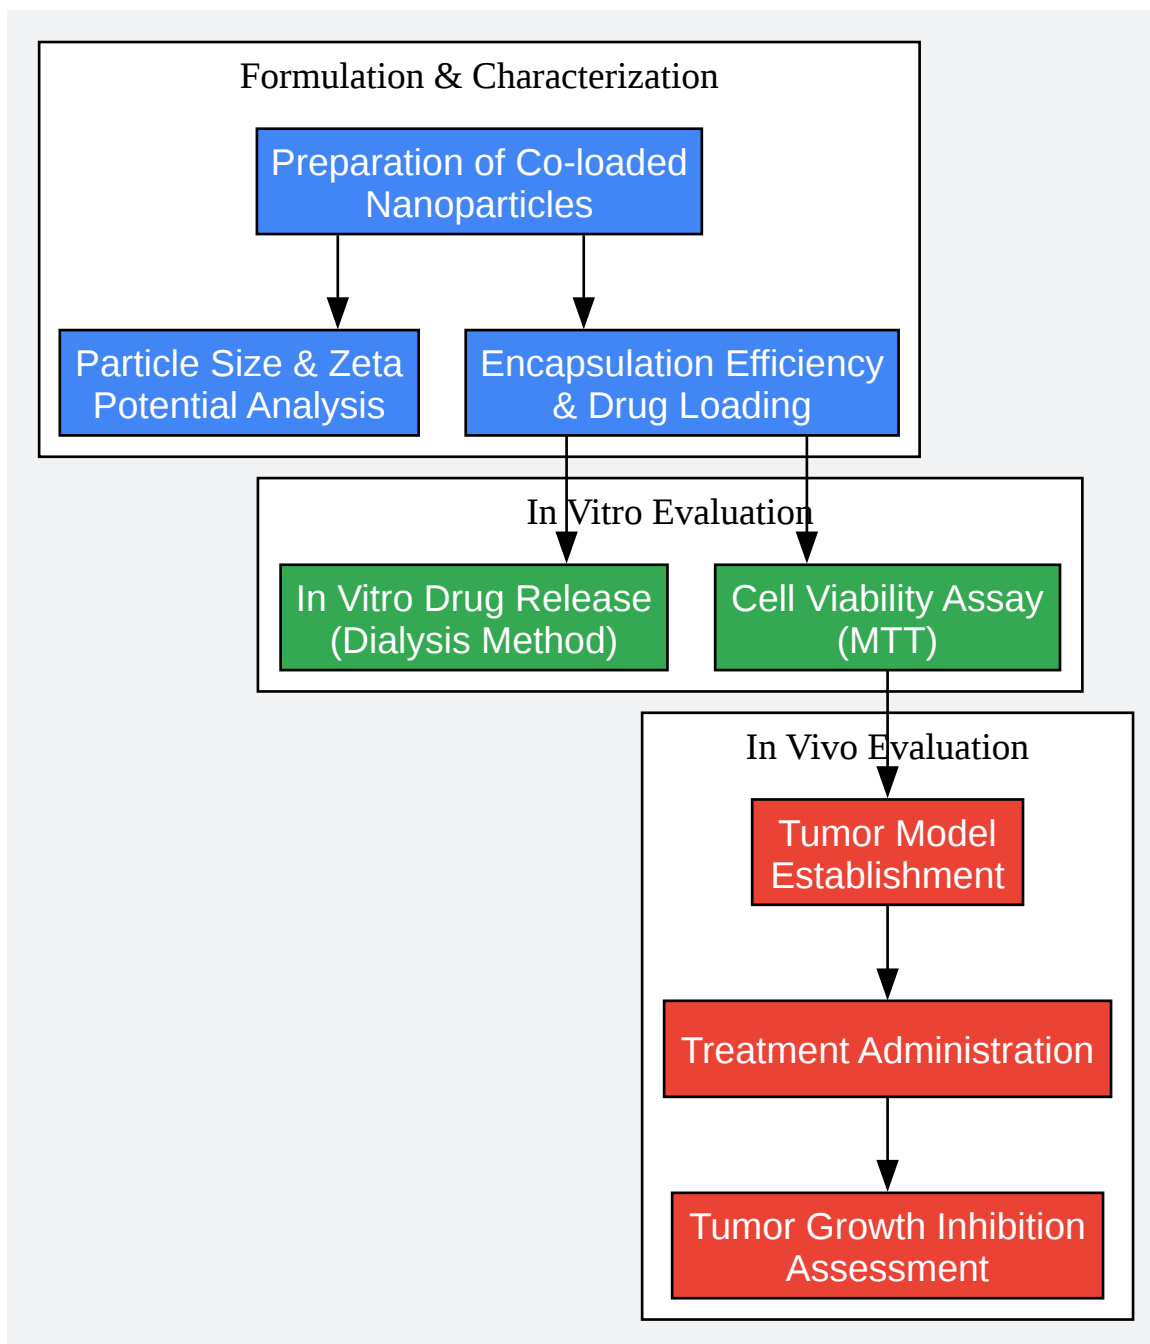 Formulation & Characterization
Preparation of Co-loaded
Nanoparticles
Particle Size & Zeta
Potential Analysis
Encapsulation Efficiency
& Drug Loading
In Vitro Evaluation
In Vitro Drug Release
(Dialysis Method)
Cell Viability Assay
(MTT)
In Vivo Evaluation
Tumor Model
Establishment
Treatment Administration
Tumor Growth Inhibition
Assessment